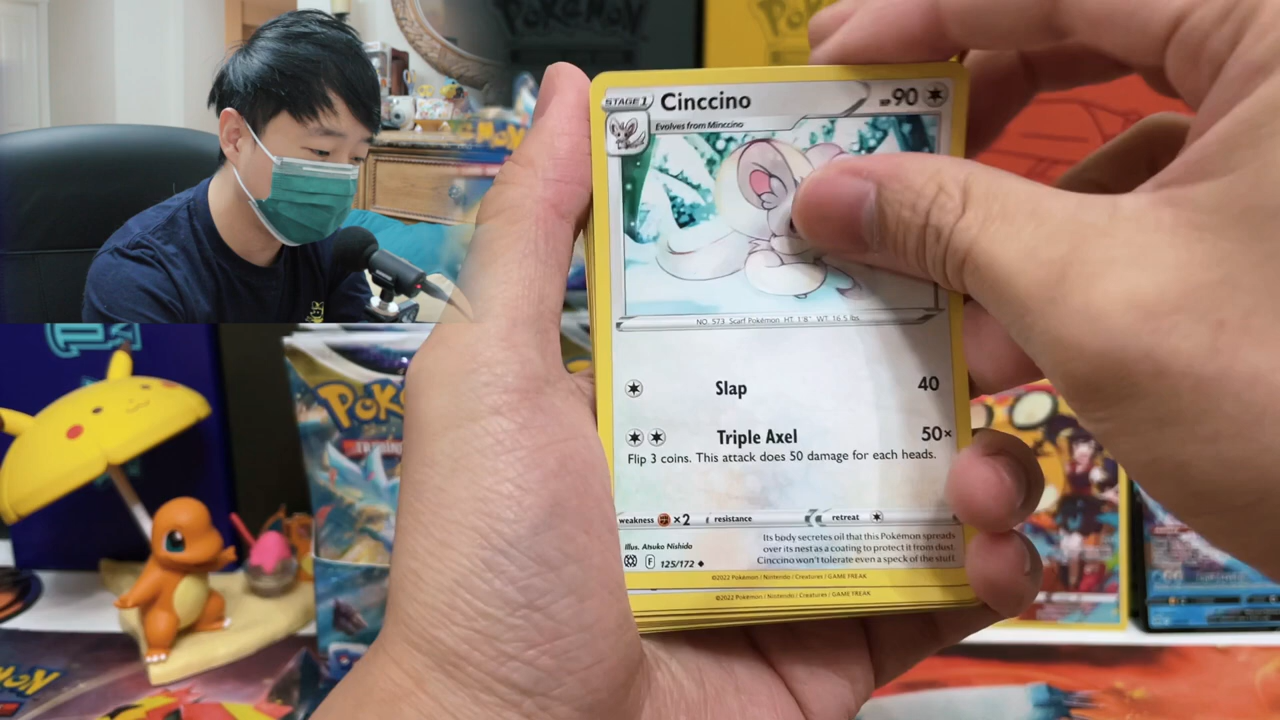 Pokémon
STAGE 1
Cinccino
HP 90
Evolves from Minccino
NO. 573 Scarf Pokémon HT. 1'8" WT. 16.5 lbs.
Slap 40
Triple Axel 50×
Flip 3 coins. This attack does 50 damage for each heads.
weakness ×2 resistance retreat
Illus. Atsuko Nishida
F 125/172
Its body secretes oil that this Pokémon spreads
over its nest as a coating to protect it from dust.
Cinccino won't tolerate even a speck of the stuff.
©2022 Pokémon / Nintendo / Creatures / GAME FREAK
©2022 Pokémon / Nintendo / Creatures / GAME FREAK